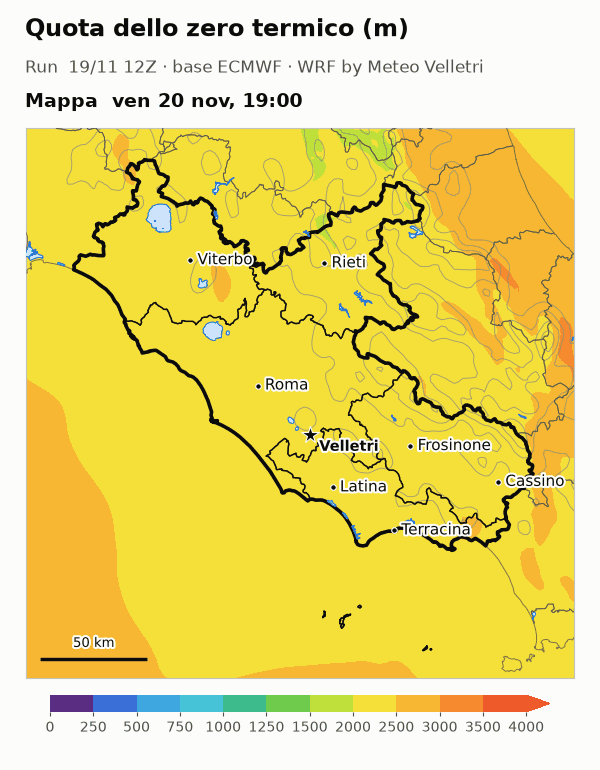 Quota dello zero termico (m)
Run  19/11 12Z · base ECMWF · WRF by Meteo Velletri
Mappa  ven 20 nov, 19:00
Viterbo
Rieti
Roma
Velletri
Frosinone
Cassino
Latina
Terracina
50 km
0 250 500 750 1000 1250 1500 2000 2500 3000 3500 4000